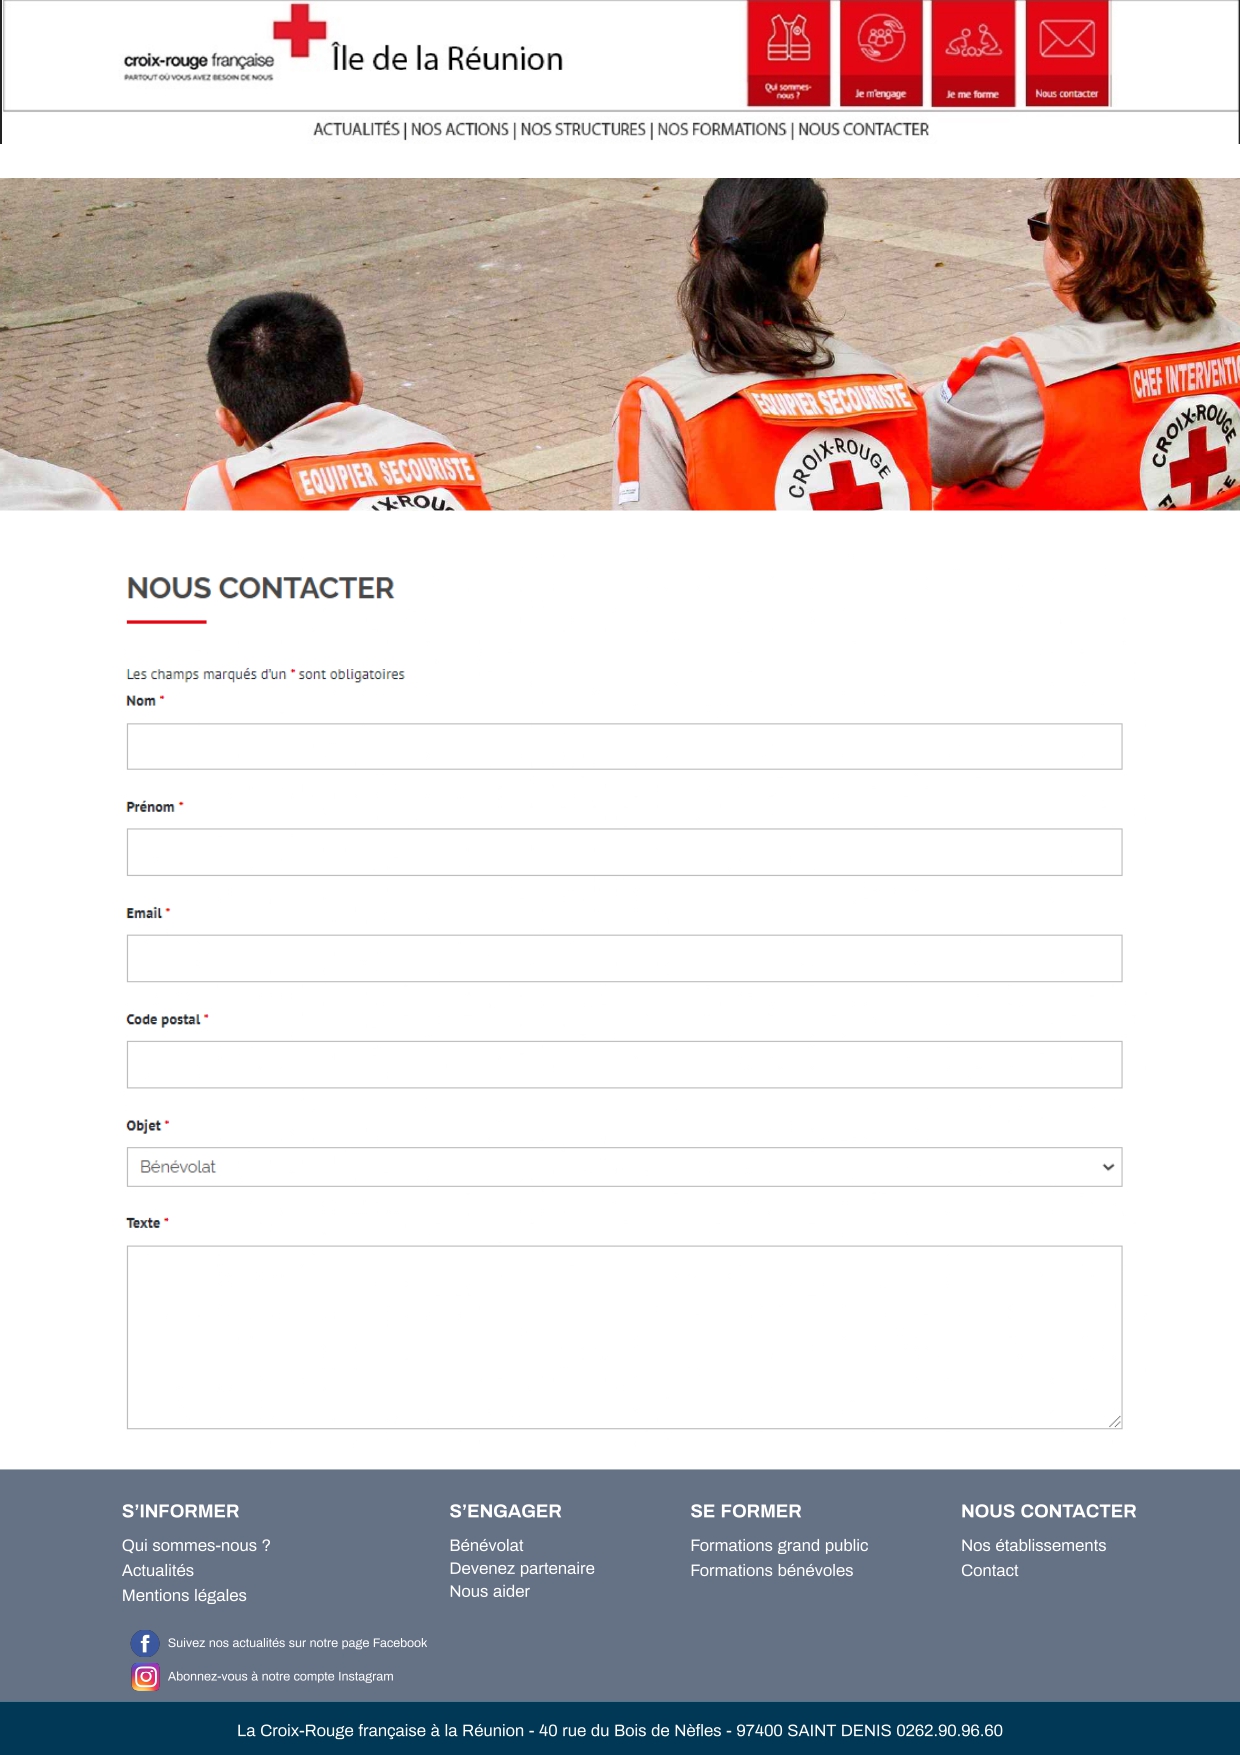 croix-rouge française
PARTOUT OÙ VOUS AVEZ BESOIN DE NOUS
Île de la Réunion
Qui sommes-
nous ?
Je m'engage
Je me forme
Nous contacter
ACTUALITÉS | NOS ACTIONS | NOS STRUCTURES | NOS FORMATIONS | NOUS CONTACTER
EQUIPIER SECOURISTE
EQUIPIER SECOURISTE
CROIX-ROUGE
CROIX-ROUGE
NOUS CONTACTER
Les champs marqués d'un * sont obligatoires
Nom *
Prénom *
Email *
Code postal *
Objet *
Bénévolat
Texte *
S'INFORMER
Qui sommes-nous ?
Actualités
Mentions légales
S'ENGAGER
Bénévolat
Devenez partenaire
Nous aider
SE FORMER
Formations grand public
Formations bénévoles
NOUS CONTACTER
Nos établissements
Contact
Suivez nos actualités sur notre page Facebook
Abonnez-vous à notre compte Instagram
La Croix-Rouge française à la Réunion - 40 rue du Bois de Nèfles - 97400 SAINT DENIS 0262.90.96.60